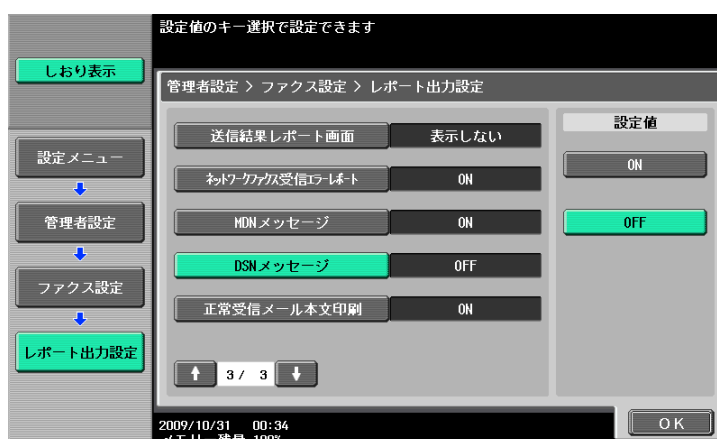 設定値のキー選択で設定できます
しおり表示
管理者設定 > ファクス設定 > レポート出力設定
設定メニュー
管理者設定
ファクス設定
レポート出力設定
送信結果レポート画面 表示しない
ﾈｯﾄﾜｰｸﾌｧｸｽ受信ｴﾗｰﾚﾎﾟｰﾄ ON
MDNメッセージ ON
DSNメッセージ OFF
正常受信メール本文印刷 ON
3/ 3
設定値
ON
OFF
2009/10/31 00:34
メモリー残量 100%
OK